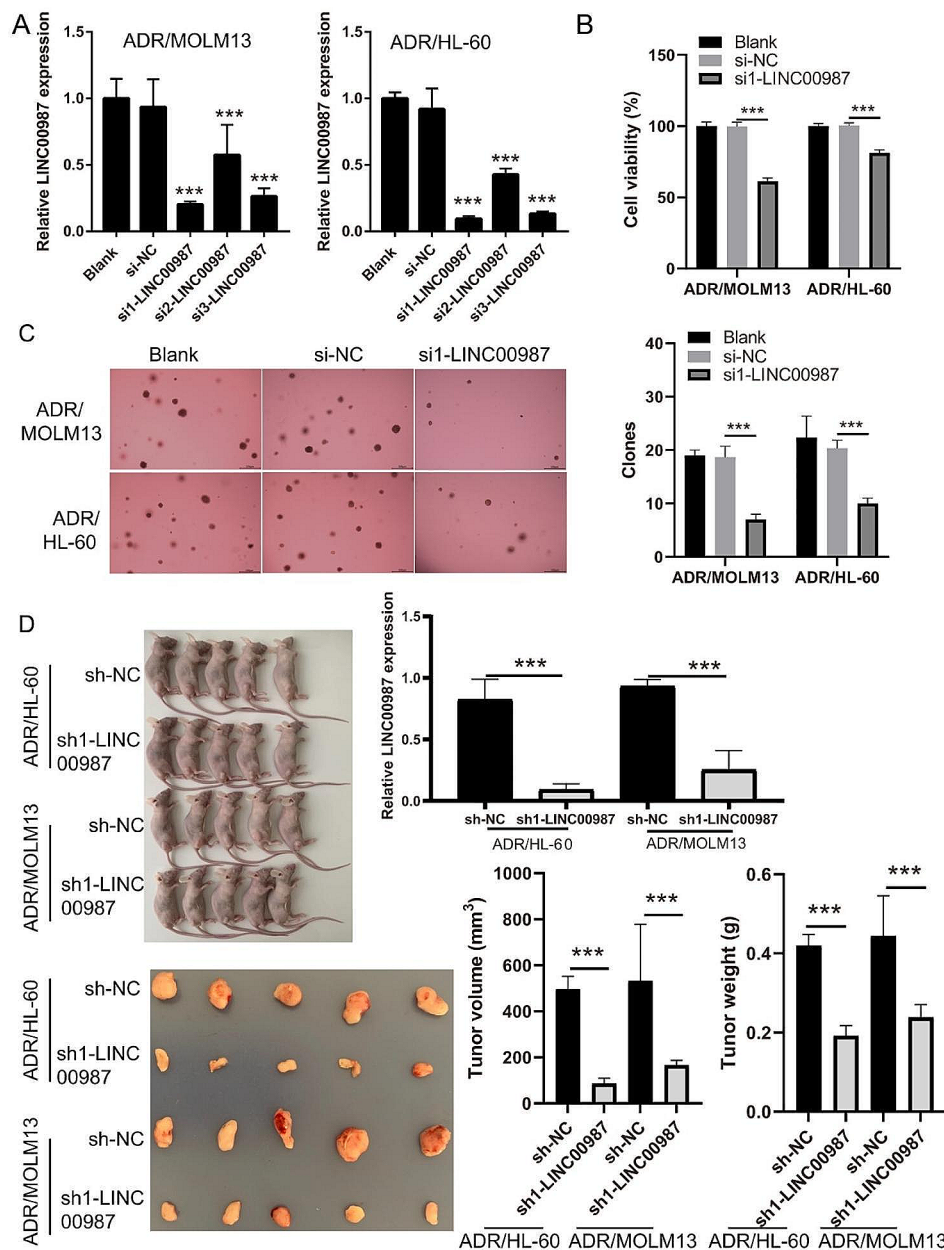 A
ADR/MOLM13
Relative LINC00987 expression
1.5
1.0
0.5
0.0
***
***
***
Blank
si-NC
si1-LINC00987
si2-LINC00987
si3-LINC00987
ADR/HL-60
Relative LINC00987 expression
1.5
1.0
0.5
0.0
***
***
***
Blank
si-NC
si1-LINC00987
si2-LINC00987
si3-LINC00987
B
Blank
si-NC
si1-LINC00987
Cell viability (%)
150
100
50
0
***
***
ADR/MOLM13
ADR/HL-60
C
Blank
si-NC
si1-LINC00987
ADR/
MOLM13
ADR/
HL-60
Blank
si-NC
si1-LINC00987
Clones
40
30
20
10
0
***
***
ADR/MOLM13
ADR/HL-60
D
ADR/HL-60
sh-NC
sh1-LINC
00987
ADR/MOLM13
sh-NC
sh1-LINC
00987
Relative LINC00987 expression
1.5
1.0
0.5
0.0
***
***
sh-NC
sh1-LINC00987
sh-NC
sh1-LINC00987
ADR/HL-60
ADR/MOLM13
ADR/HL-60
sh-NC
sh1-LINC
00987
ADR/MOLM13
sh-NC
sh1-LINC
00987
Tunor volume (mm3)
1000
800
600
400
200
0
***
***
sh-NC
sh1-LINC00987
sh-NC
sh1-LINC00987
ADR/HL-60
ADR/MOLM13
Tunor weight (g)
0.6
0.4
0.2
0.0
***
***
sh-NC
sh1-LINC00987
sh-NC
sh1-LINC00987
ADR/HL-60
ADR/MOLM13